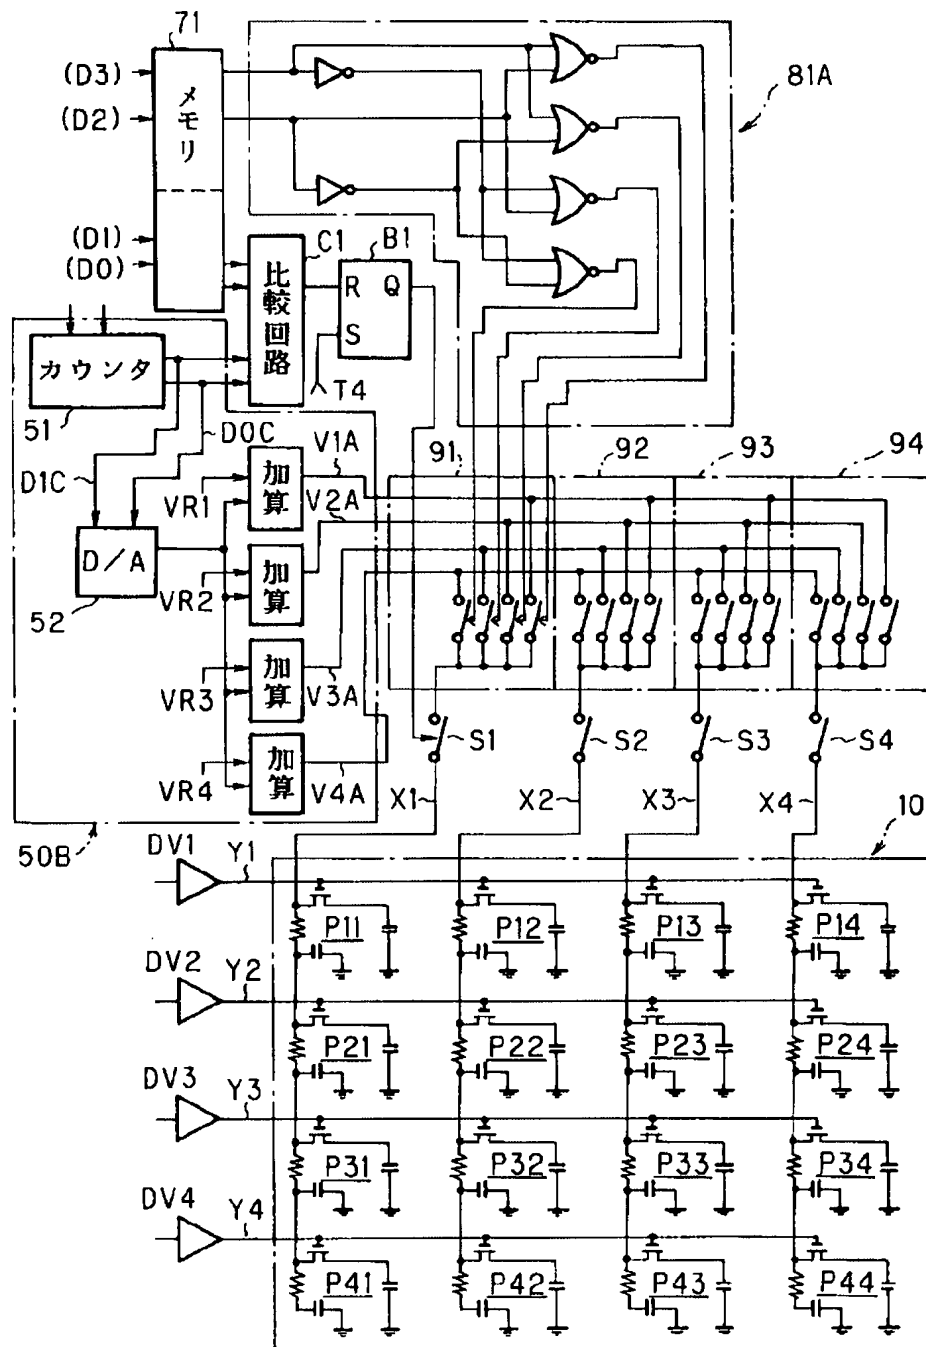 71
(D3)
(D2)
メモリ
(D1)
(D0)
81A
C1
B1
比較回路
R Q
S
T4
カウンタ
51
D0C
D1C
D/A
52
VR1
加算
V1A
V2A
VR2
加算
VR3
加算
V3A
VR4
加算
V4A
50B
91
92
93
94
S1
S2
S3
S4
X1
X2
X3
X4
10
DV1
Y1
P11
P12
P13
P14
DV2
Y2
P21
P22
P23
P24
DV3
Y3
P31
P32
P33
P34
DV4
Y4
P41
P42
P43
P44